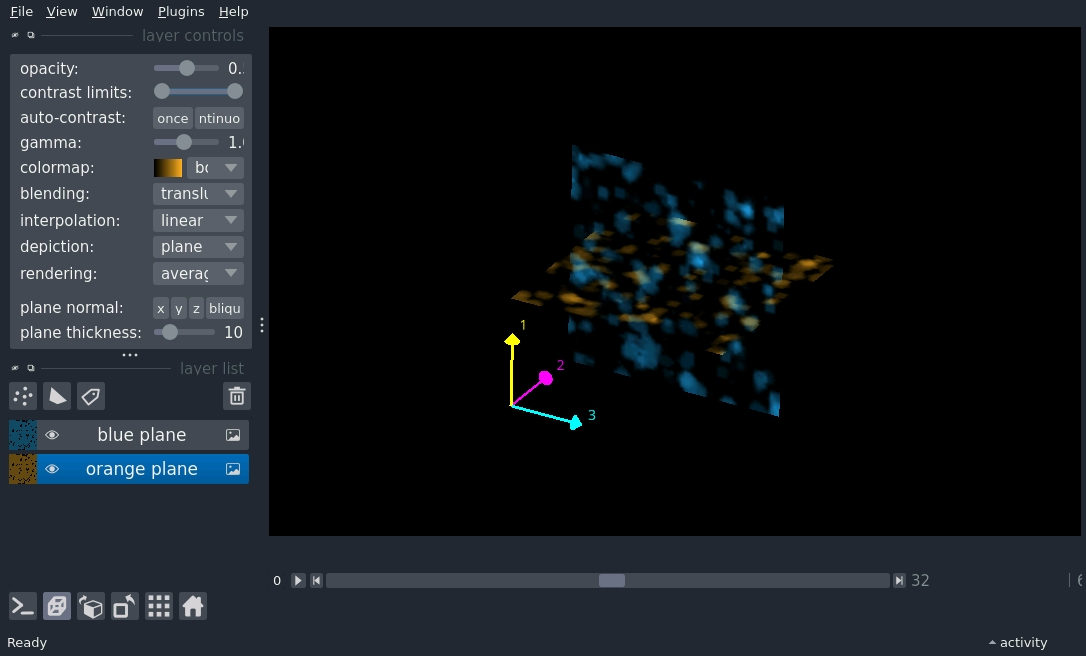 File View Window Plugins Help
layer controls
opacity: 0.
contrast limits:
auto-contrast: once ntinuo
gamma: 1.
colormap:
blending: translu
interpolation: linear
depiction: plane
rendering: averag
plane normal: x y z bliqu
plane thickness: 10
layer list
blue plane
orange plane
1
2
3
0 32
Ready activity